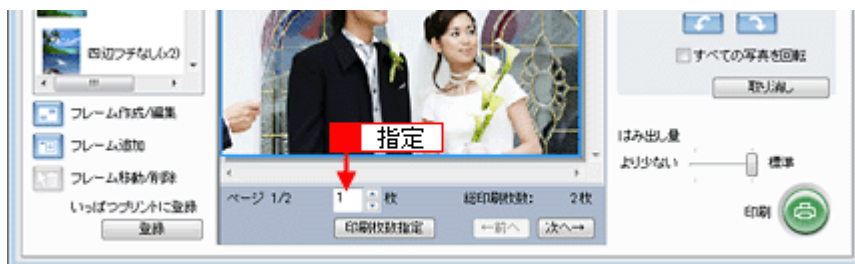 四辺フチなし(x2)
フレーム作成/編集
フレーム追加
フレーム移動/削除
いっぱつプリントに登録
登録
指定
ページ 1/2
1
枚
総印刷枚数:
2枚
印刷枚数指定
←前へ
次へ→
すべての写真を回転
取り消し
はみ出し量
より少ない
標準
印刷